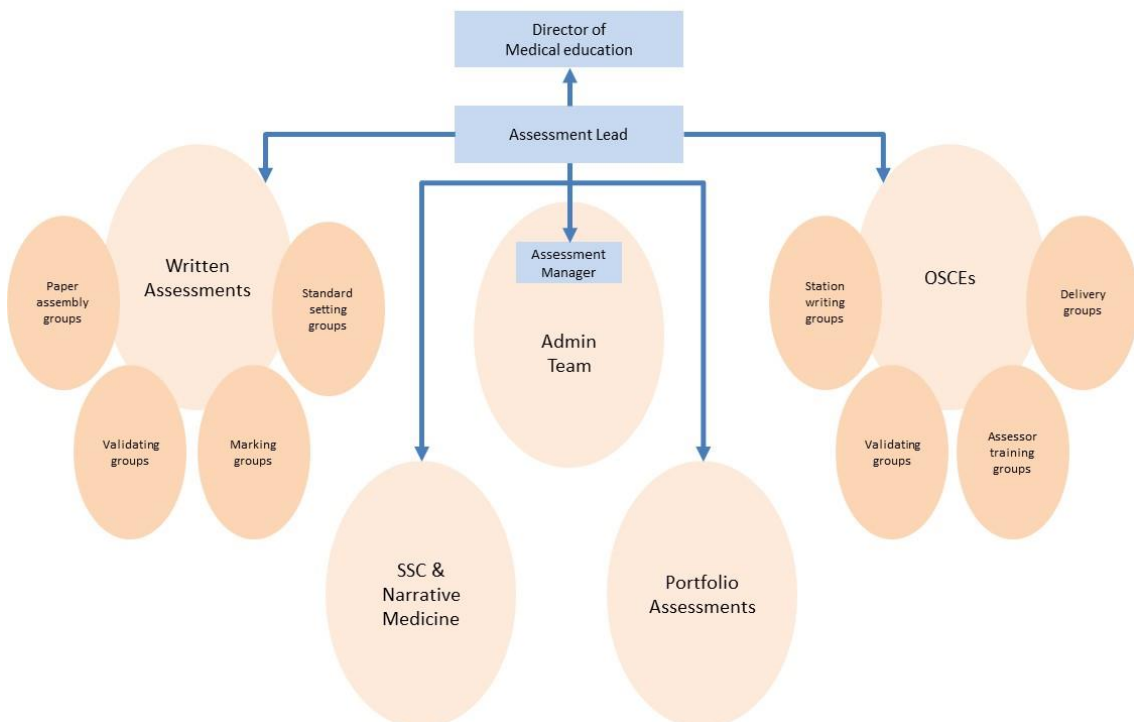 Director of
Medical education
Assessment Lead
Written
Assessments
Paper
assembly
groups
Standard
setting
groups
Validating
groups
Marking
groups
Assessment
Manager
Admin
Team
OSCEs
Station
writing
groups
Delivery
groups
Validating
groups
Assessor
training
groups
SSC &
Narrative
Medicine
Portfolio
Assessments